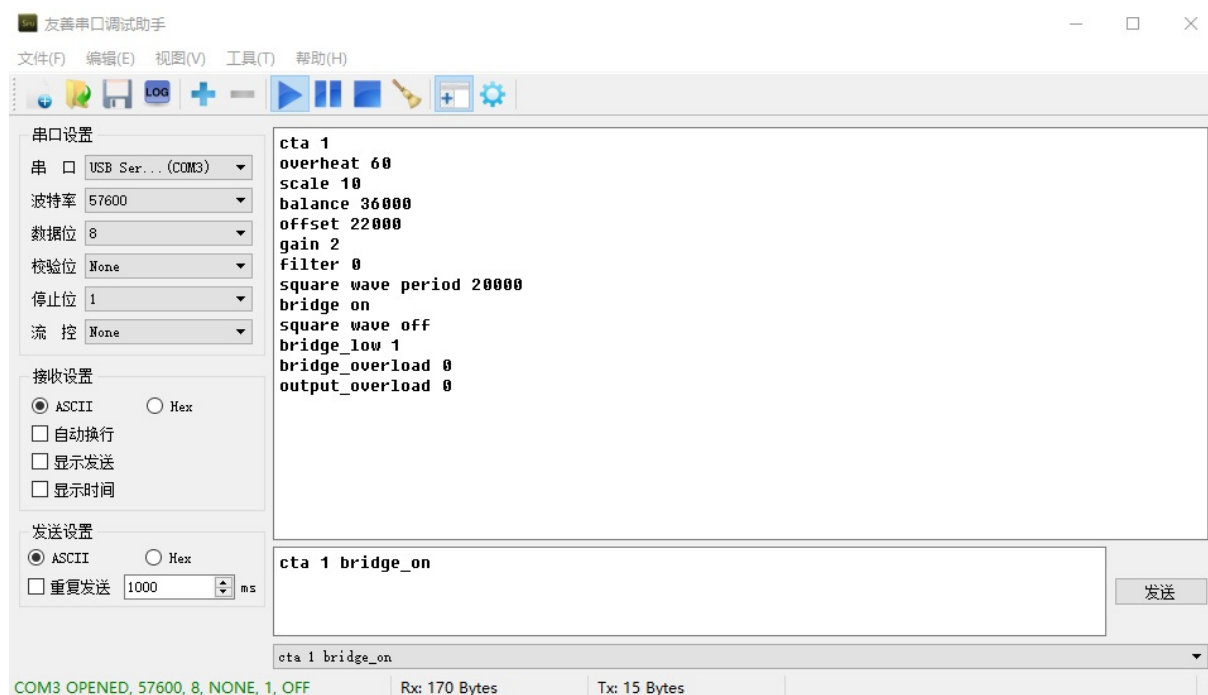 友善串口调试助手
文件(F) 编辑(E) 视图(V) 工具(T) 帮助(H)
LOG
串口设置
串 口 USB Ser...(COM3)
波特率 57600
数据位 8
校验位 None
停止位 1
流 控 None
接收设置
ASCII Hex
自动换行
显示发送
显示时间
发送设置
ASCII Hex
重复发送 1000 ms
cta 1
overheat 60
scale 10
balance 36000
offset 22000
gain 2
filter 0
square wave period 20000
bridge on
square wave off
bridge_low 1
bridge_overload 0
output_overload 0
cta 1 bridge_on
发送
cta 1 bridge_on
COM3 OPENED, 57600, 8, NONE, 1, OFF Rx: 170 Bytes Tx: 15 Bytes